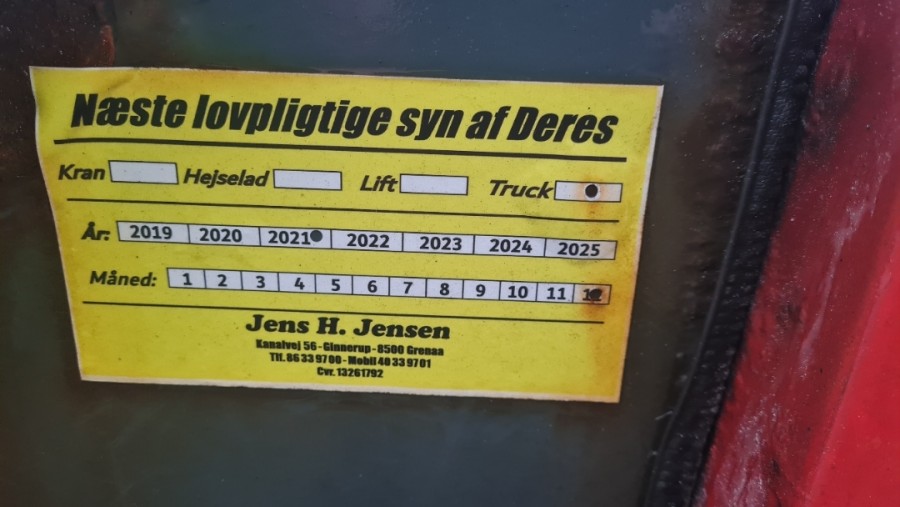 Næste lovpligtige syn af Deres
Kran Hejselad Lift Truck
År: 2019 2020 2021 2022 2023 2024 2025
Måned: 1 2 3 4 5 6 7 8 9 10 11 12
Jens H. Jensen
Kanalvej 56 - Ginnerup - 8500 Grenaa
Tlf. 86 33 97 00 - Mobil 40 33 97 01
Cvr. 13261792